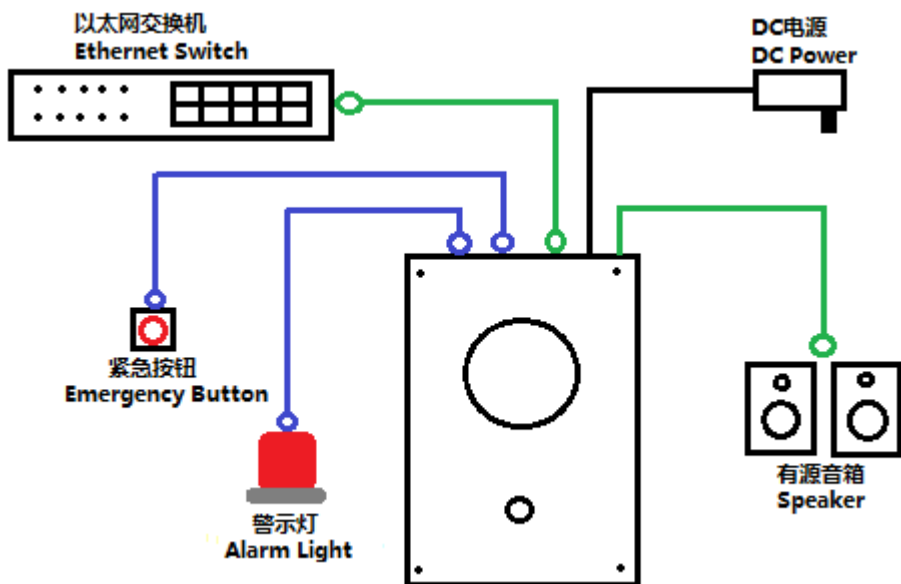 以太网交换机
Ethernet Switch
DC电源
DC Power
紧急按钮
Emergency Button
有源音箱
Speaker
警示灯
Alarm Light